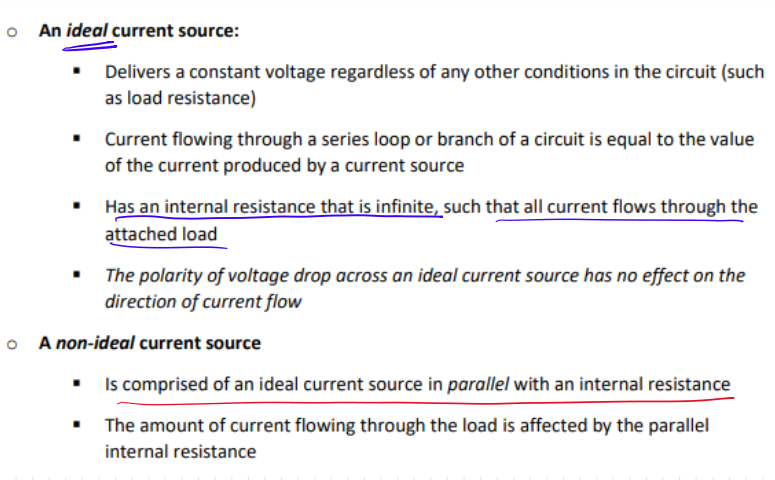 An ideal current source:
Delivers a constant voltage regardless of any other conditions in the circuit (such
as load resistance)
Current flowing through a series loop or branch of a circuit is equal to the value
of the current produced by a current source
Has an internal resistance that is infinite, such that all current flows through the
attached load
The polarity of voltage drop across an ideal current source has no effect on the
direction of current flow
A non-ideal current source
Is comprised of an ideal current source in parallel with an internal resistance
The amount of current flowing through the load is affected by the parallel
internal resistance